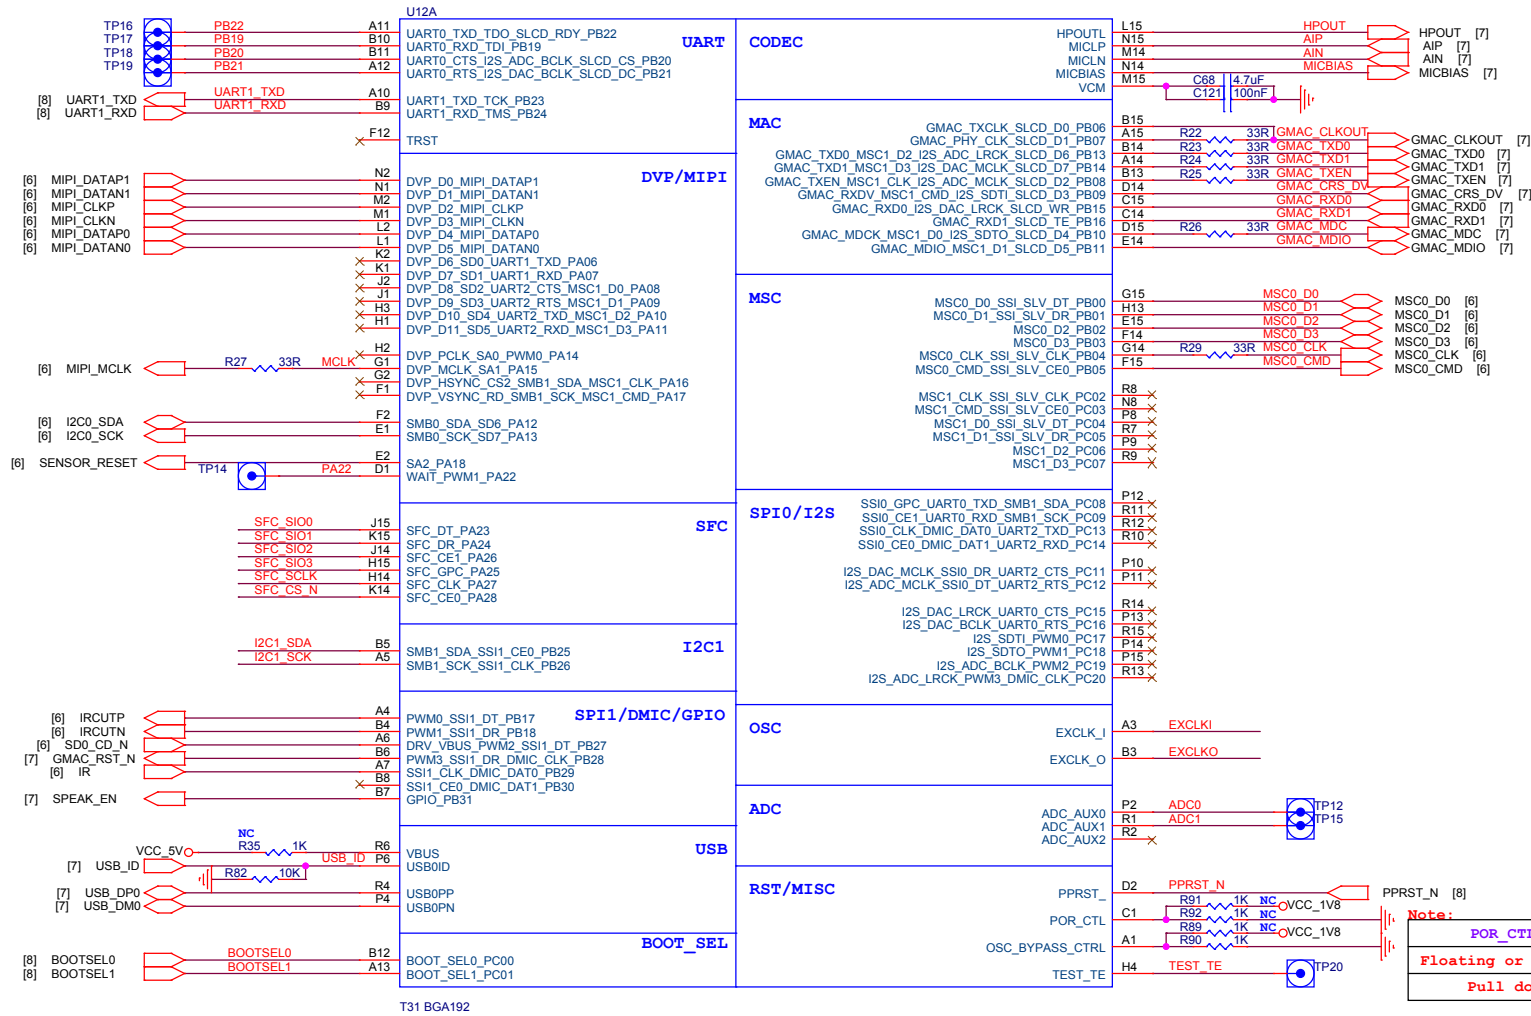 U12A
UART
TP16 PB22 A11 UART0_TXD_TDO_SLCD_RDY_PB22
TP17 PB19 B10 UART0_RXD_TDI_PB19
TP18 PB20 B11 UART0_CTS_I2S_ADC_BCLK_SLCD_CS_PB20
TP19 PB21 A12 UART0_RTS_I2S_DAC_BCLK_SLCD_DC_PB21
[8] UART1_TXD UART1_TXD A10 UART1_TXD_TCK_PB23
[8] UART1_RXD UART1_RXD B9 UART1_RXD_TMS_PB24
F12 TRST
DVP/MIPI
[6] MIPI_DATAP1 N2 DVP_D0_MIPI_DATAP1
[6] MIPI_DATAN1 N1 DVP_D1_MIPI_DATAN1
[6] MIPI_CLKP M2 DVP_D2_MIPI_CLKP
[6] MIPI_CLKN M1 DVP_D3_MIPI_CLKN
[6] MIPI_DATAP0 L2 DVP_D4_MIPI_DATAP0
[6] MIPI_DATAN0 L1 DVP_D5_MIPI_DATAN0
K2 DVP_D6_SD0_UART1_TXD_PA06
K1 DVP_D7_SD1_UART1_RXD_PA07
J2 DVP_D8_SD2_UART2_CTS_MSC1_D0_PA08
J1 DVP_D9_SD3_UART2_RTS_MSC1_D1_PA09
H3 DVP_D10_SD4_UART2_TXD_MSC1_D2_PA10
H1 DVP_D11_SD5_UART2_RXD_MSC1_D3_PA11
H2 DVP_PCLK_SA0_PWM0_PA14
[6] MIPI_MCLK R27 33R MCLK G1 DVP_MCLK_SA1_PA15
G2 DVP_HSYNC_CS2_SMB1_SDA_MSC1_CLK_PA16
F1 DVP_VSYNC_RD_SMB1_SCK_MSC1_CMD_PA17
[6] I2C0_SDA F2 SMB0_SDA_SD6_PA12
[6] I2C0_SCK E1 SMB0_SCK_SD7_PA13
[6] SENSOR_RESET E2 SA2_PA18
TP14 PA22 D1 WAIT_PWM1_PA22
SFC
SFC_SIO0 J15 SFC_DT_PA23
SFC_SIO1 K15 SFC_DR_PA24
SFC_SIO2 J14 SFC_CE1_PA26
SFC_SIO3 H15 SFC_GPC_PA25
SFC_SCLK H14 SFC_CLK_PA27
SFC_CS_N K14 SFC_CE0_PA28
I2C1
I2C1_SDA B5 SMB1_SDA_SSI1_CE0_PB25
I2C1_SCK A5 SMB1_SCK_SSI1_CLK_PB26
SPI1/DMIC/GPIO
[6] IRCUTP A4 PWM0_SSI1_DT_PB17
[6] IRCUTN B4 PWM1_SSI1_DR_PB18
[6] SD0_CD_N A6 DRV_VBUS_PWM2_SSI1_DT_PB27
[7] GMAC_RST_N B6 PWM3_SSI1_DR_DMIC_CLK_PB28
[6] IR A7 SSI1_CLK_DMIC_DAT0_PB29
B8 SSI1_CE0_DMIC_DAT1_PB30
[7] SPEAK_EN B7 GPIO_PB31
USB
NC
VCC_5V R35 1K R6 VBUS
[7] USB_ID USB_ID P6 USB0ID
R82 10K
[7] USB_DP0 R4 USB0PP
[7] USB_DM0 P4 USB0PN
BOOT_SEL
[8] BOOTSEL0 BOOTSEL0 B12 BOOT_SEL0_PC00
[8] BOOTSEL1 BOOTSEL1 A13 BOOT_SEL1_PC01
T31 BGA192
CODEC
HPOUTL L15 HPOUT HPOUT [7]
MICLP N15 AIP AIP [7]
MICLN M14 AIN AIN [7]
MICBIAS N14 MICBIAS MICBIAS [7]
VCM M15 C68 4.7uF
C121 100nF
MAC
GMAC_TXCLK_SLCD_D0_PB06 B15
GMAC_PHY_CLK_SLCD_D1_PB07 A15 R22 33R GMAC_CLKOUT GMAC_CLKOUT [7]
GMAC_TXD0_MSC1_D2_I2S_ADC_LRCK_SLCD_D6_PB13 B14 R23 33R GMAC_TXD0 GMAC_TXD0 [7]
GMAC_TXD1_MSC1_D3_I2S_DAC_MCLK_SLCD_D7_PB14 A14 R24 33R GMAC_TXD1 GMAC_TXD1 [7]
GMAC_TXEN_MSC1_CLK_I2S_ADC_MCLK_SLCD_D2_PB08 B13 R25 33R GMAC_TXEN GMAC_TXEN [7]
GMAC_RXDV_MSC1_CMD_I2S_SDTI_SLCD_D3_PB09 D14 GMAC_CRS_DV GMAC_CRS_DV [7]
GMAC_RXD0_I2S_DAC_LRCK_SLCD_WR_PB15 C15 GMAC_RXD0 GMAC_RXD0 [7]
GMAC_RXD1_SLCD_TE_PB16 C14 GMAC_RXD1 GMAC_RXD1 [7]
GMAC_MDCK_MSC1_D0_I2S_SDTO_SLCD_D4_PB10 D15 R26 33R GMAC_MDC GMAC_MDC [7]
GMAC_MDIO_MSC1_D1_SLCD_D5_PB11 E14 GMAC_MDIO GMAC_MDIO [7]
MSC
MSC0_D0_SSI_SLV_DT_PB00 G15 MSC0_D0 MSC0_D0 [6]
MSC0_D1_SSI_SLV_DR_PB01 H13 MSC0_D1 MSC0_D1 [6]
MSC0_D2_PB02 E15 MSC0_D2 MSC0_D2 [6]
MSC0_D3_PB03 F14 MSC0_D3 MSC0_D3 [6]
MSC0_CLK_SSI_SLV_CLK_PB04 G14 R29 33R MSC0_CLK MSC0_CLK [6]
MSC0_CMD_SSI_SLV_CE0_PB05 F15 MSC0_CMD MSC0_CMD [6]
MSC1_CLK_SSI_SLV_CLK_PC02 R8
MSC1_CMD_SSI_SLV_CE0_PC03 N8
MSC1_D0_SSI_SLV_DT_PC04 P8
MSC1_D1_SSI_SLV_DR_PC05 R7
MSC1_D2_PC06 P9
MSC1_D3_PC07 R9
SPI0/I2S
SSI0_GPC_UART0_TXD_SMB1_SDA_PC08 P12
SSI0_CE1_UART0_RXD_SMB1_SCK_PC09 R11
SSI0_CLK_DMIC_DAT0_UART2_TXD_PC13 R12
SSI0_CE0_DMIC_DAT1_UART2_RXD_PC14 R10
I2S_DAC_MCLK_SSI0_DR_UART2_CTS_PC11 P10
I2S_ADC_MCLK_SSI0_DT_UART2_RTS_PC12 P11
I2S_DAC_LRCK_UART0_CTS_PC15 R14
I2S_DAC_BCLK_UART0_RTS_PC16 P13
I2S_SDTI_PWM0_PC17 R15
I2S_SDTO_PWM1_PC18 P14
I2S_ADC_BCLK_PWM2_PC19 P15
I2S_ADC_LRCK_PWM3_DMIC_CLK_PC20 R13
OSC
EXCLK_I A3 EXCLKI
EXCLK_O B3 EXCLKO
ADC
ADC_AUX0 P2 ADC0 TP12
ADC_AUX1 R1 ADC1 TP15
ADC_AUX2 R2
RST/MISC
PPRST_ D2 PPRST_N PPRST_N [8]
R91 1K NC VCC_1V8
POR_CTL C1 R92 1K NC
R89 1K NC VCC_1V8
OSC_BYPASS_CTRL A1 R90 1K
TEST_TE H4 TEST_TE TP20
Note:
POR_CTL
Floating or
Pull do